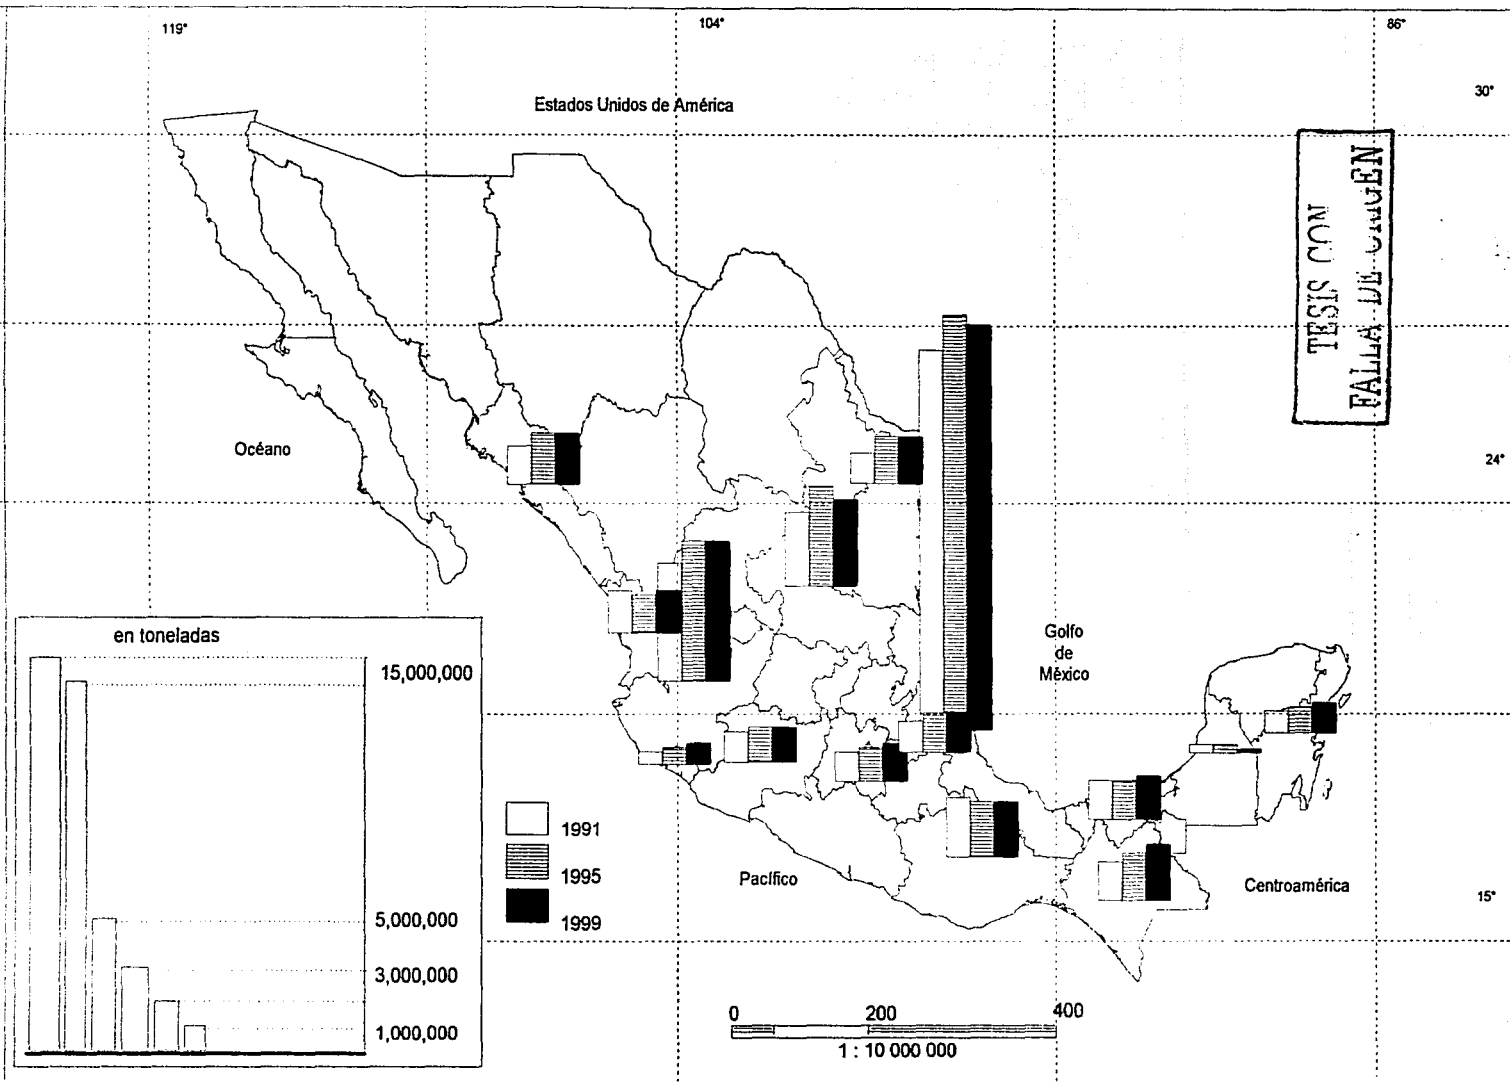 119°
104°
86°
Estados Unidos de América
30°
TESIS CON
FALLA DE
Océano
24°
en toneladas
15,000,000
5,000,000
3,000,000
1,000,000
Golfo
de
México
1991
1995
1999
Pacífico
Centroamérica
15°
0 200 400
1 : 10 000 000